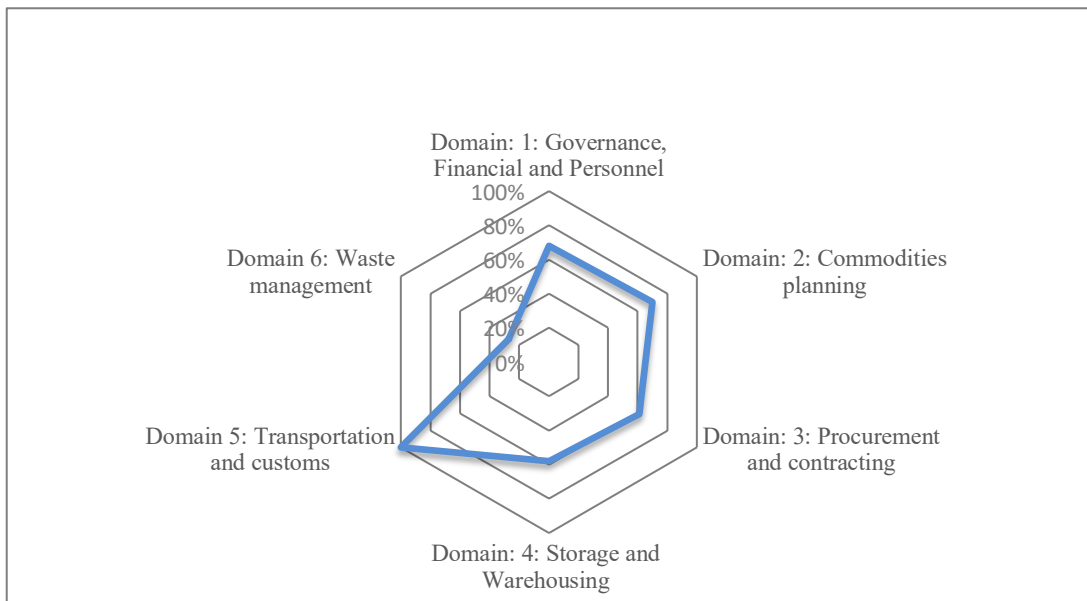 Domain: 1: Governance,
Financial and Personnel
100%
80%
60%
40%
20%
0%
Domain: 2: Commodities
planning
Domain: 3: Procurement
and contracting
Domain: 4: Storage and
Warehousing
Domain 5: Transportation
and customs
Domain 6: Waste
management